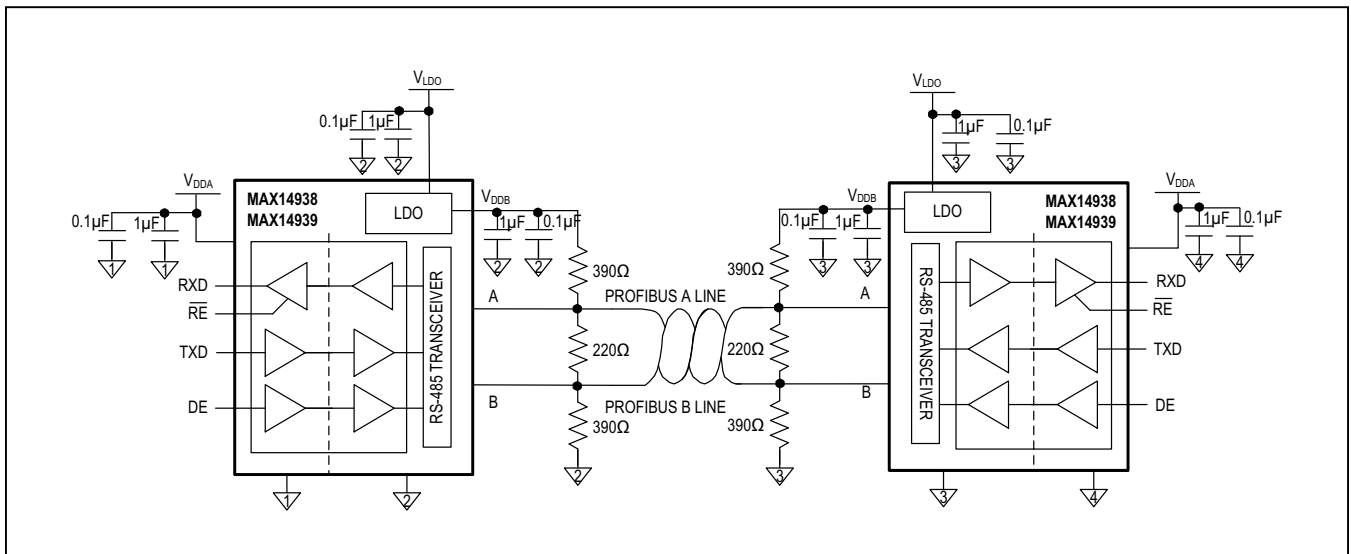 VLDO
0.1µF 1µF
2 2
VDDA
0.1µF 1µF
1 1
MAX14938
MAX14939
LDO
VDDB
1µF 0.1µF
2 2
RXD
RE
TXD
DE
RS-485 TRANSCEIVER
A
B
390Ω
220Ω
390Ω
2
1 2
PROFIBUS A LINE
PROFIBUS B LINE
VLDO
1µF 0.1µF
3 3
VDDB
0.1µF 1µF
3 3
LDO
MAX14938
MAX14939
VDDA
1µF 0.1µF
4 4
390Ω
220Ω
390Ω
3
A
B
RS-485 TRANSCEIVER
RXD
RE
TXD
DE
3 4